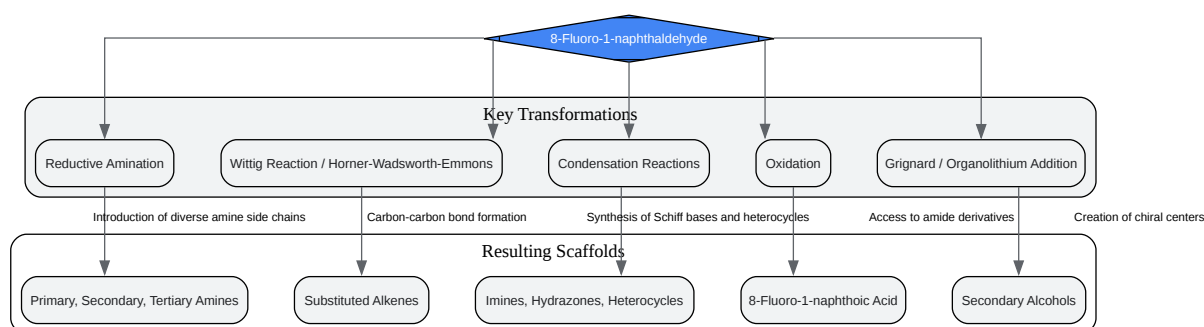 8-Fluoro-1-naphthaldehyde
Key Transformations
Reductive Amination
Wittig Reaction / Horner-Wadsworth-Emmons
Condensation Reactions
Oxidation
Grignard / Organolithium Addition
Introduction of diverse amine side chains
Carbon-carbon bond formation
Synthesis of Schiff bases and heterocycles
Access to amide derivatives
Creation of chiral centers
Resulting Scaffolds
Primary, Secondary, Tertiary Amines
Substituted Alkenes
Imines, Hydrazones, Heterocycles
8-Fluoro-1-naphthoic Acid
Secondary Alcohols